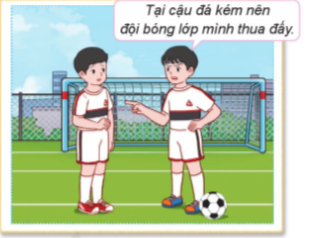 Tại cậu đá kém nên
đội bóng lớp mình thua đấy.